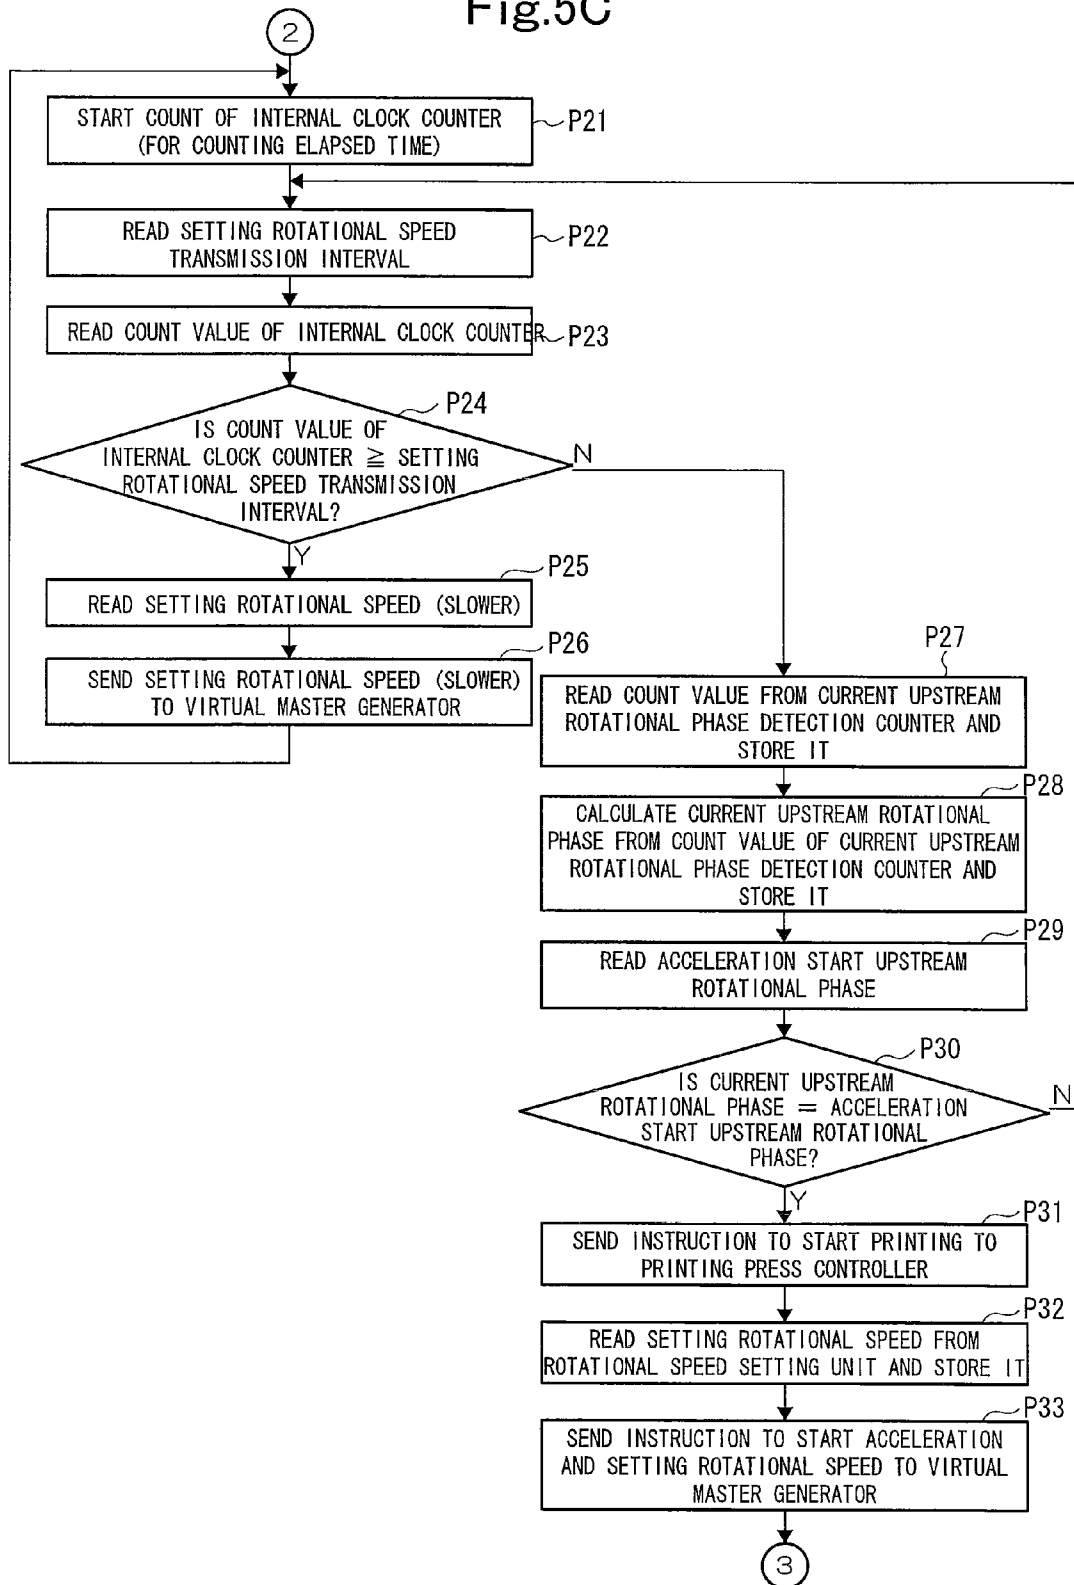 Fig.5C
2
START COUNT OF INTERNAL CLOCK COUNTER
(FOR COUNTING ELAPSED TIME)
P21
READ SETTING ROTATIONAL SPEED
TRANSMISSION INTERVAL
P22
READ COUNT VALUE OF INTERNAL CLOCK COUNTER
P23
P24
IS COUNT VALUE OF
INTERNAL CLOCK COUNTER ≧ SETTING
ROTATIONAL SPEED TRANSMISSION
INTERVAL?
N
Y
P25
READ SETTING ROTATIONAL SPEED (SLOWER)
P26
SEND SETTING ROTATIONAL SPEED (SLOWER)
TO VIRTUAL MASTER GENERATOR
P27
READ COUNT VALUE FROM CURRENT UPSTREAM
ROTATIONAL PHASE DETECTION COUNTER AND
STORE IT
P28
CALCULATE CURRENT UPSTREAM ROTATIONAL
PHASE FROM COUNT VALUE OF CURRENT UPSTREAM
ROTATIONAL PHASE DETECTION COUNTER AND
STORE IT
P29
READ ACCELERATION START UPSTREAM
ROTATIONAL PHASE
P30
IS CURRENT UPSTREAM
ROTATIONAL PHASE = ACCELERATION
START UPSTREAM ROTATIONAL
PHASE?
N
Y
P31
SEND INSTRUCTION TO START PRINTING TO
PRINTING PRESS CONTROLLER
P32
READ SETTING ROTATIONAL SPEED FROM
ROTATIONAL SPEED SETTING UNIT AND STORE IT
P33
SEND INSTRUCTION TO START ACCELERATION
AND SETTING ROTATIONAL SPEED TO VIRTUAL
MASTER GENERATOR
3